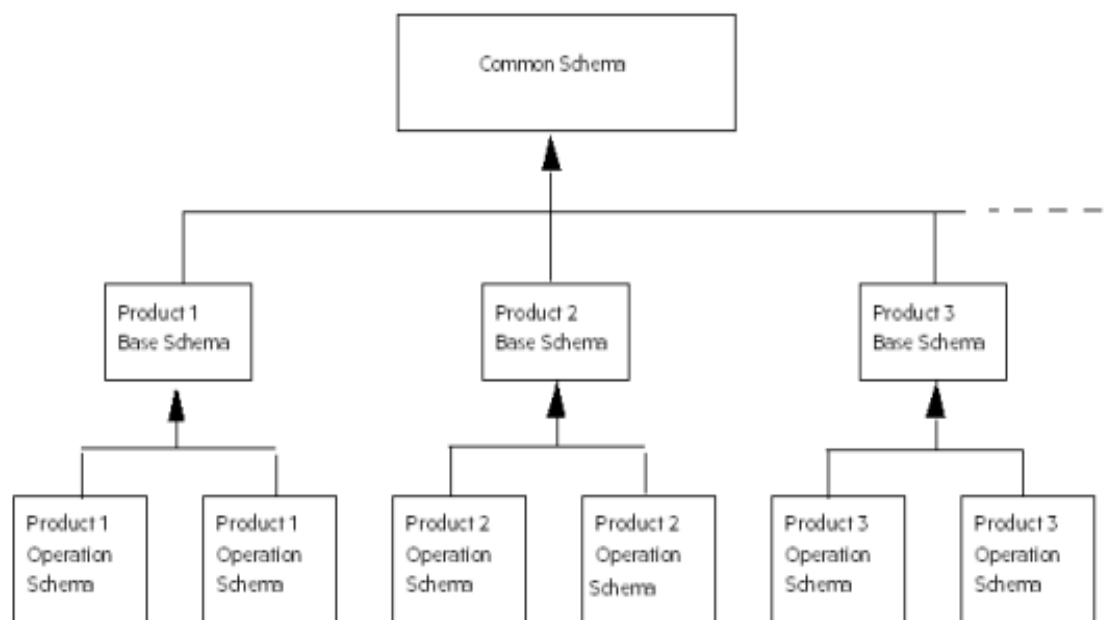 Common Schema
Product 1
Base Schema
Product 2
Base Schema
Product 3
Base Schema
Product 1
Operation
Schema
Product 1
Operation
Schema
Product 2
Operation
Schema
Product 2
Operation
Schema
Product 3
Operation
Schema
Product 3
Operation
Schema